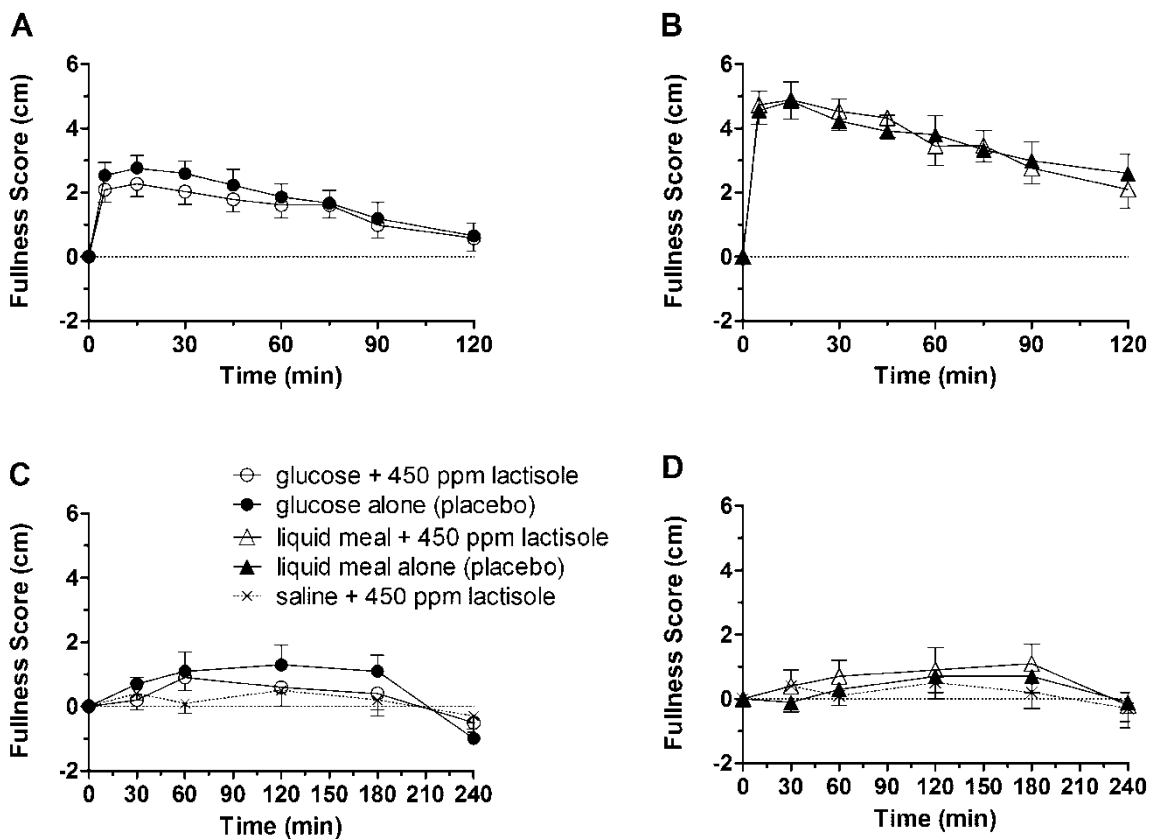 A
B
Fullness Score (cm)
6
4
2
0
-2
0 30 60 90 120
Time (min)
Fullness Score (cm)
6
4
2
0
-2
0 30 60 90 120
Time (min)
C
D
glucose + 450 ppm lactisole
glucose alone (placebo)
liquid meal + 450 ppm lactisole
liquid meal alone (placebo)
saline + 450 ppm lactisole
Fullness Score (cm)
6
4
2
0
-2
0 30 60 90 120 150 180 210 240
Time (min)
Fullness Score (cm)
6
4
2
0
-2
0 30 60 90 120 150 180 210 240
Time (min)